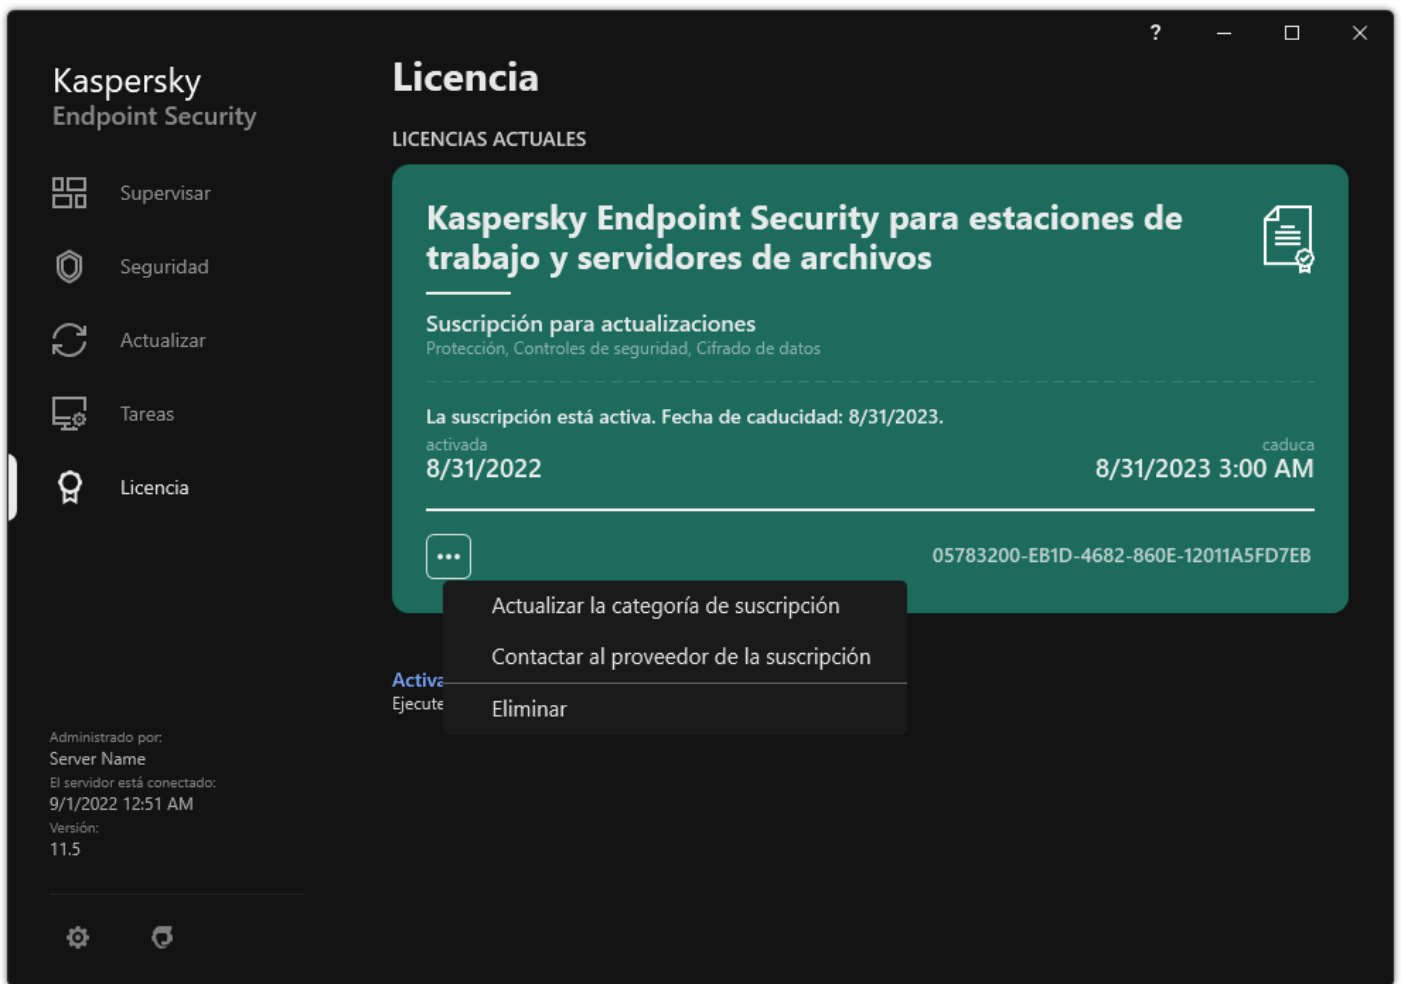 ?
Kaspersky
Endpoint Security
Supervisar
Seguridad
Actualizar
Tareas
Licencia
Administrado por:
Server Name
El servidor está conectado:
9/1/2022 12:51 AM
Versión:
11.5
Licencia
LICENCIAS ACTUALES
Kaspersky Endpoint Security para estaciones de
trabajo y servidores de archivos
Suscripción para actualizaciones
Protección, Controles de seguridad, Cifrado de datos
La suscripción está activa. Fecha de caducidad: 8/31/2023.
activada
caduca
8/31/2022
8/31/2023 3:00 AM
05783200-EB1D-4682-860E-12011A5FD7EB
Actualizar la categoría de suscripción
Contactar al proveedor de la suscripción
Eliminar